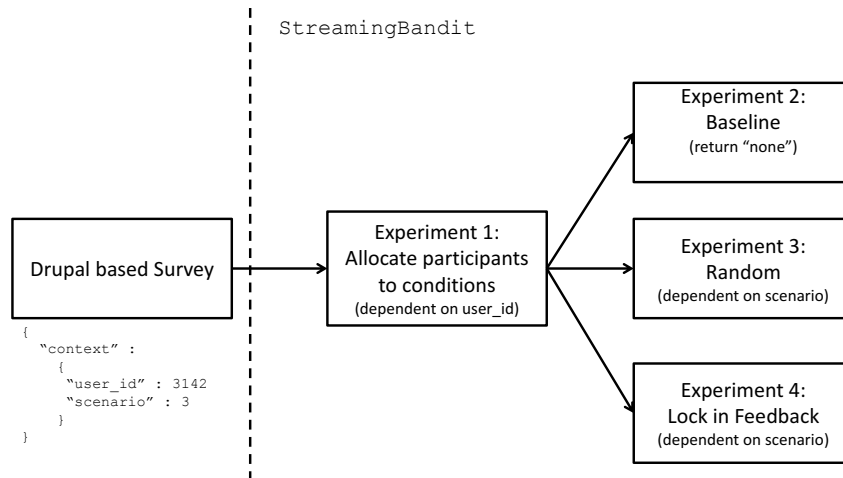 StreamingBandit
Experiment 2:
Baseline
(return “none”)
Drupal based Survey
Experiment 1:
Allocate participants
to conditions
(dependent on user_id)
Experiment 3:
Random
(dependent on scenario)
{
“context” :
{
“user_id” : 3142
“scenario” : 3
}
}
Experiment 4:
Lock in Feedback
(dependent on scenario)